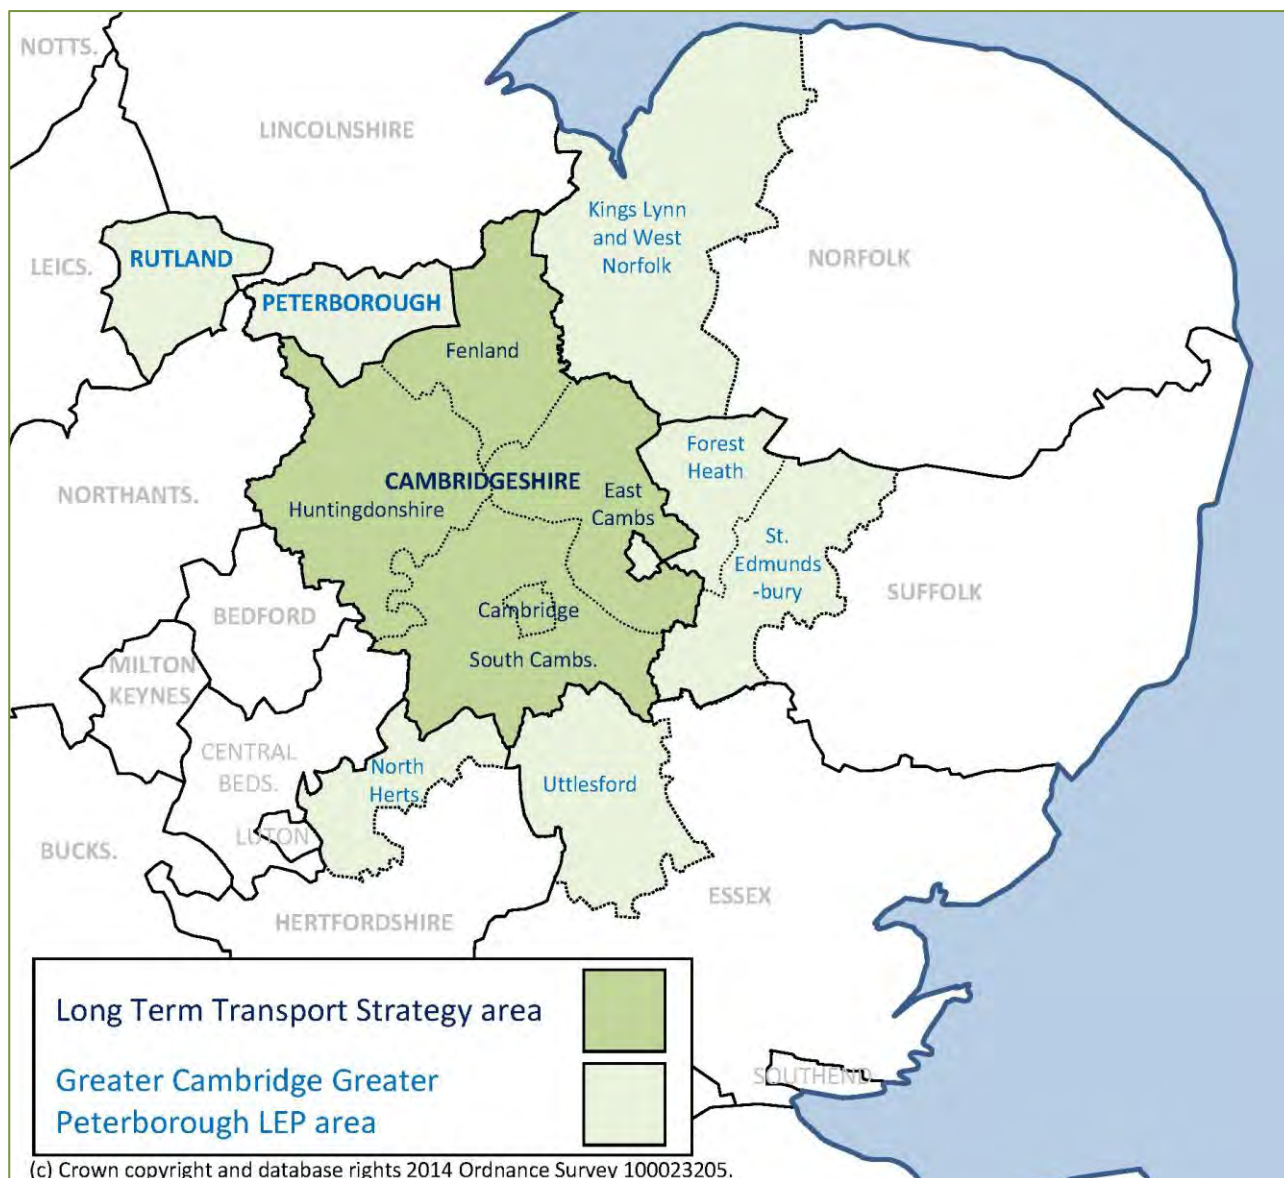 NOTTS.
LINCOLNSHIRE
Kings Lynn
and West
Norfolk
RUTLAND
LEICS.
NORFOLK
PETERBOROUGH
Fenland
Forest
Heath
CAMBRIDGESHIRE
NORTHANTS.
Huntingdonshire
East
Cambs
St.
Edmunds
-bury
SUFFOLK
BEDFORD
Cambridge
South Cambs.
MILTON
KEYNES
CENTRAL
BEDS.
North
Herts.
Uttlesford
LUTON
BUCKS.
ESSEX
HERTFORDSHIRE
Long Term Transport Strategy area
Greater Cambridge Greater
Peterborough LEP area
SOUTHEND
(c) Crown copyright and database rights 2014 Ordnance Survey 100023205.